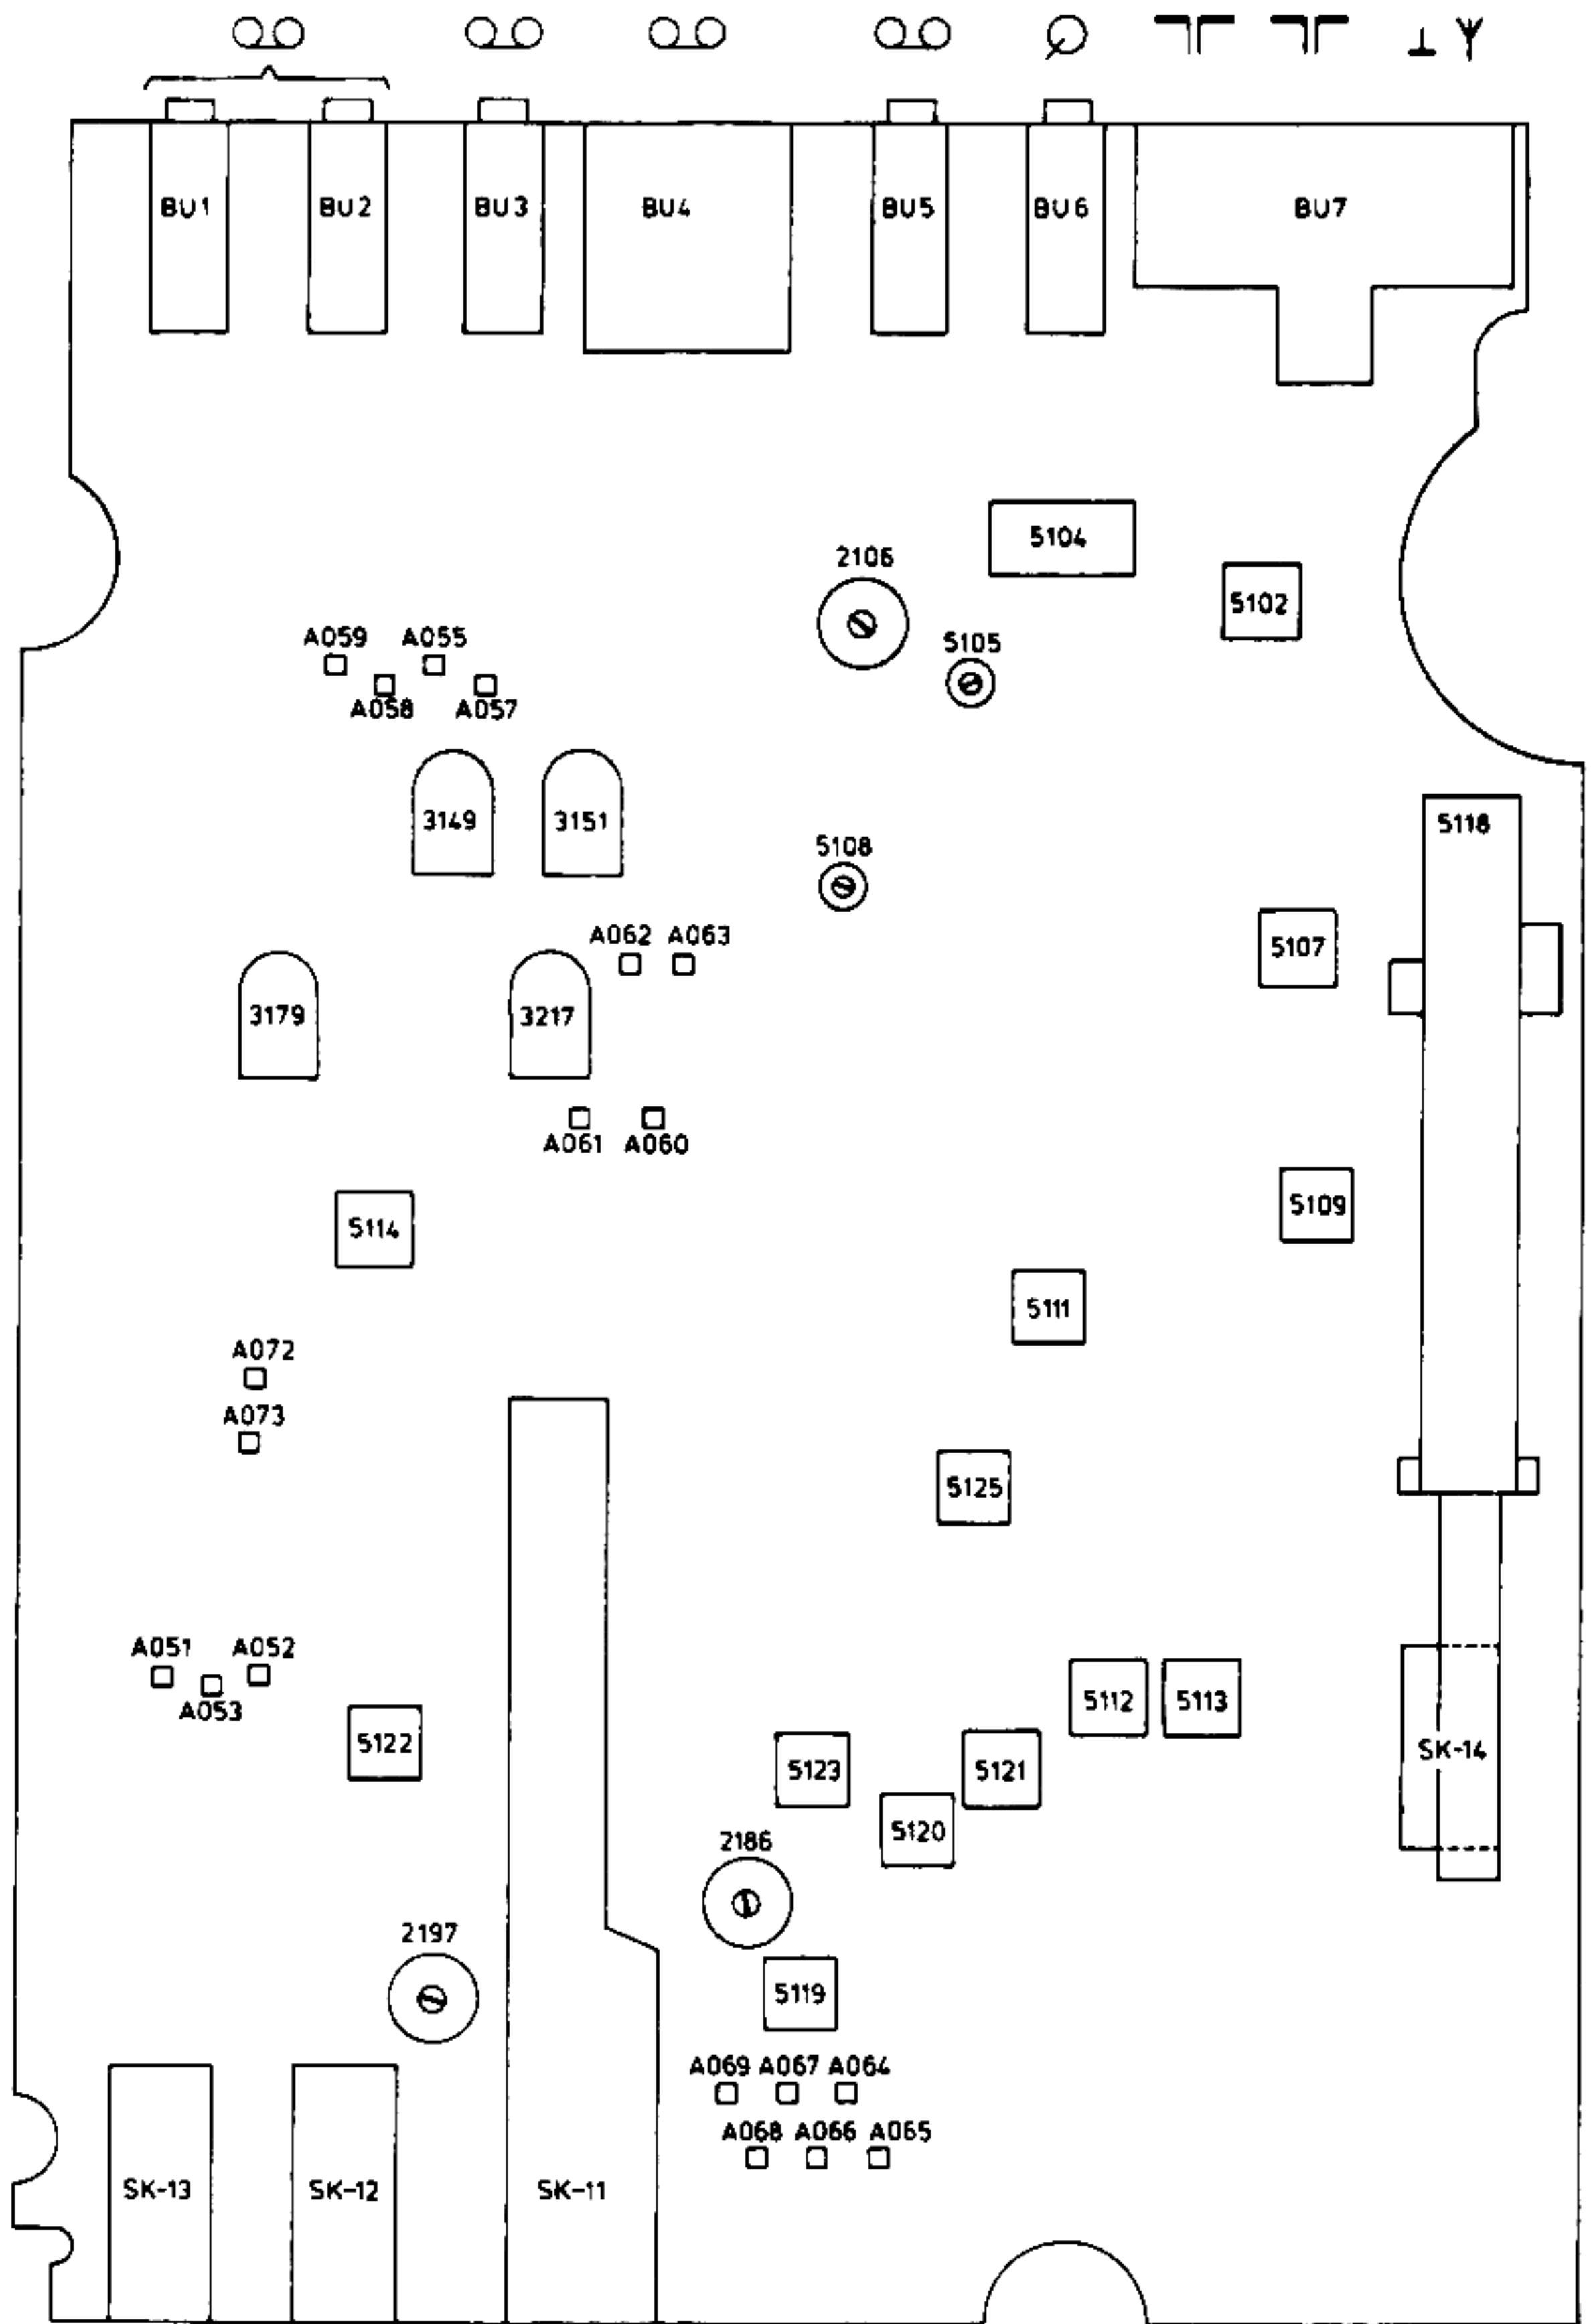 BU1 BU2 BU3 BU4 BU5 BU6 BU7
5104
2106
5102
A059 A055
5105
A058 A057
3149 3151
5118
5108
A062 A063
5107
3179 3217
A061 A060
5109
5114
5111
A072
A073
5125
A051 A052
A053
5112 5113
5122
SK-14
5123 5121
5120
2186
2197
5119
A069 A067 A064
A068 A066 A065
SK-13 SK-12 SK-11